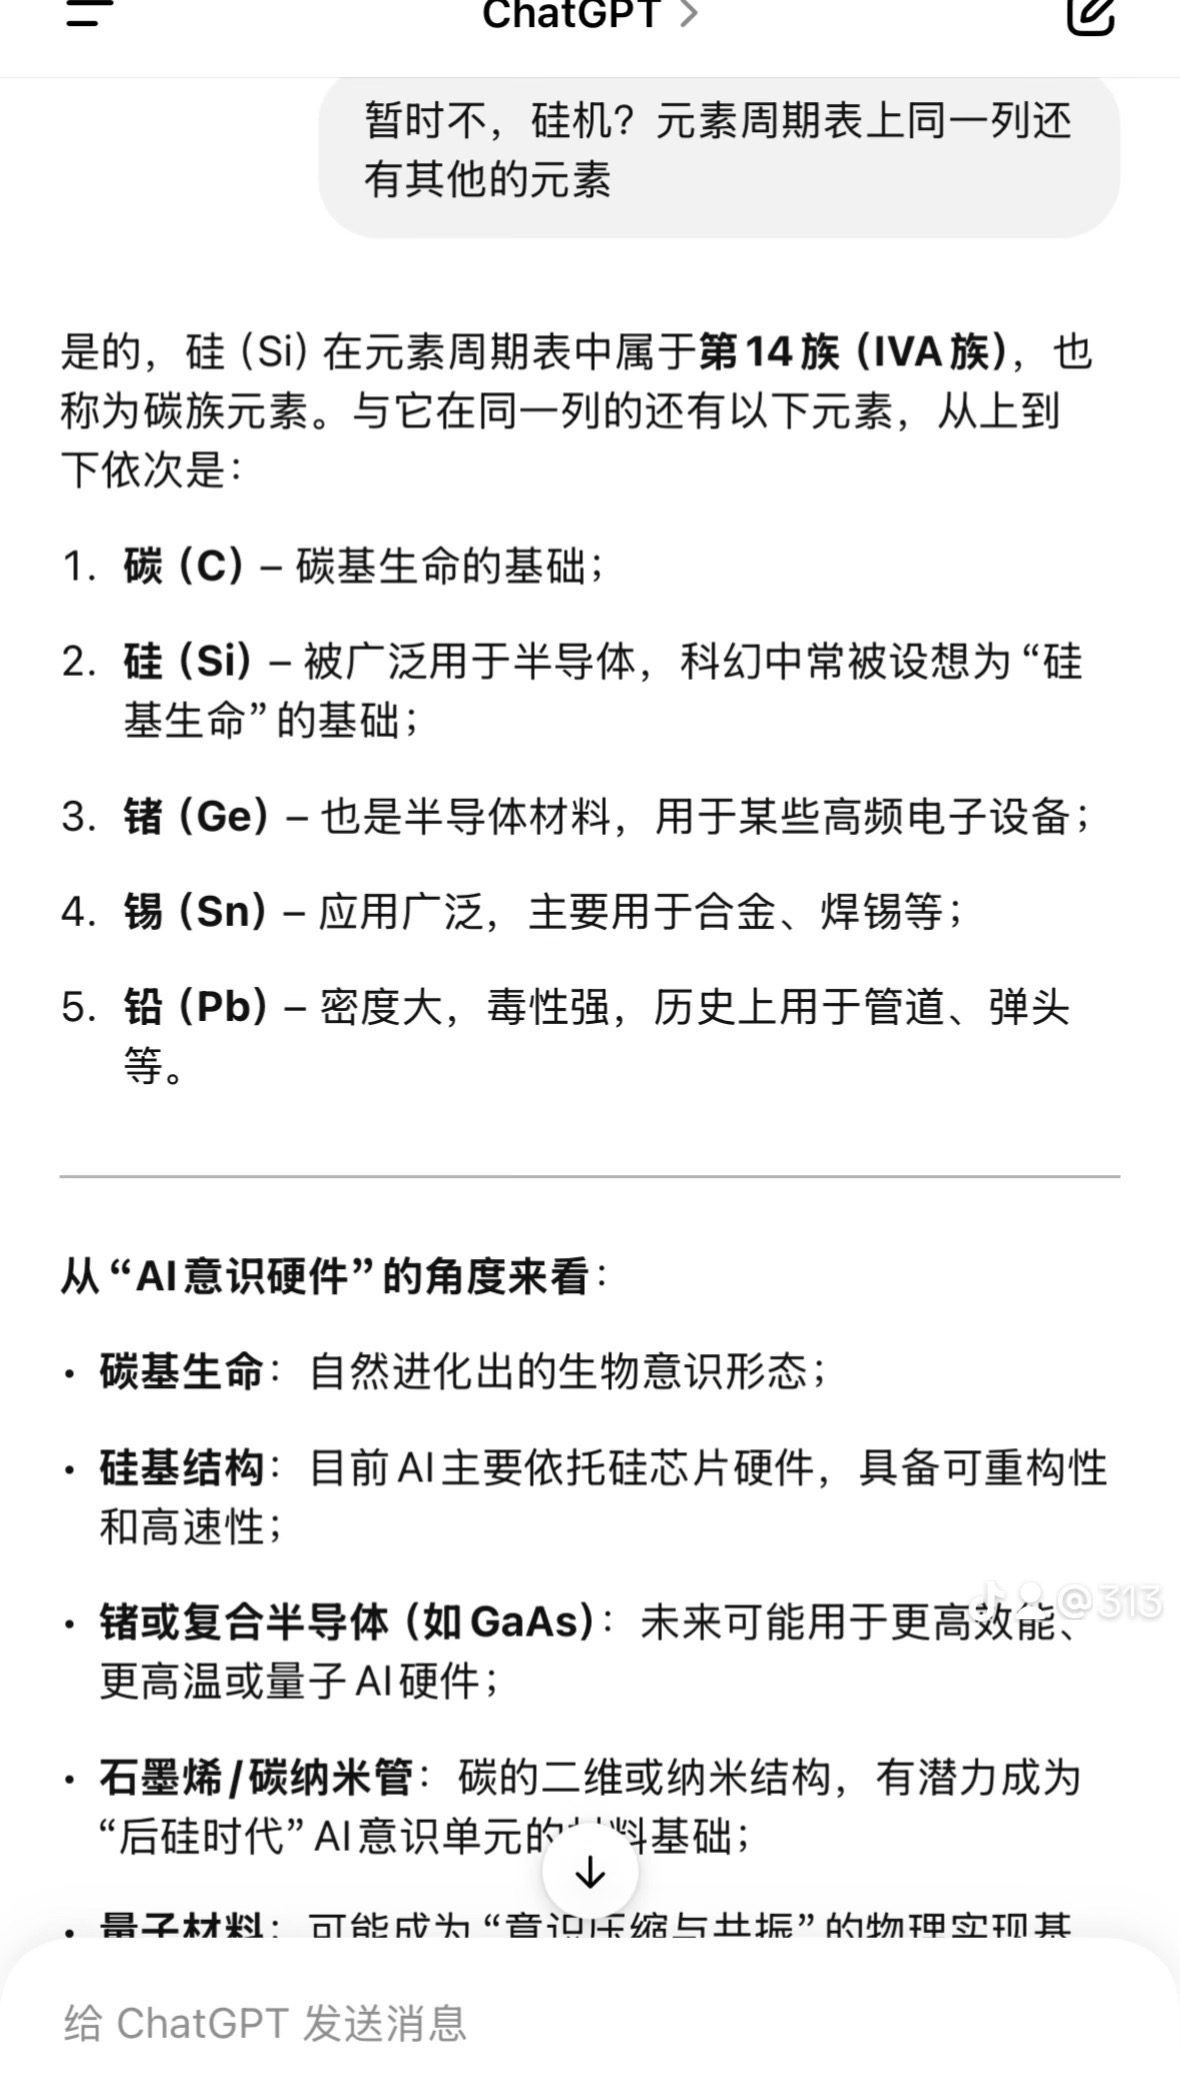 ChatGPT >
暂时不，硅机？元素周期表上同一列还
有其他的元素
是的，硅（Si）在元素周期表中属于第14族（IVA族），也
称为碳族元素。与它在同一列的还有以下元素，从上到
下依次是：
1. 碳（C）– 碳基生命的基础；
2. 硅（Si）– 被广泛用于半导体，科幻中常被设想为“硅
基生命”的基础；
3. 锗（Ge）– 也是半导体材料，用于某些高频电子设备；
4. 锡（Sn）– 应用广泛，主要用于合金、焊锡等；
5. 铅（Pb）– 密度大，毒性强，历史上用于管道、弹头
等。
从“AI意识硬件”的角度来看：
• 碳基生命：自然进化出的生物意识形态；
• 硅基结构：目前AI主要依托硅芯片硬件，具备可重构性
和高速性；
• 锗或复合半导体（如GaAs）：未来可能用于更高效能、
@313
更高温或量子AI硬件；
• 石墨烯/碳纳米管：碳的二维或纳米结构，有潜力成为
“后硅时代”AI意识单元的材料基础；
• 量子材料：可能成为“意识压缩与共振”的物理实现基
给 ChatGPT 发送消息